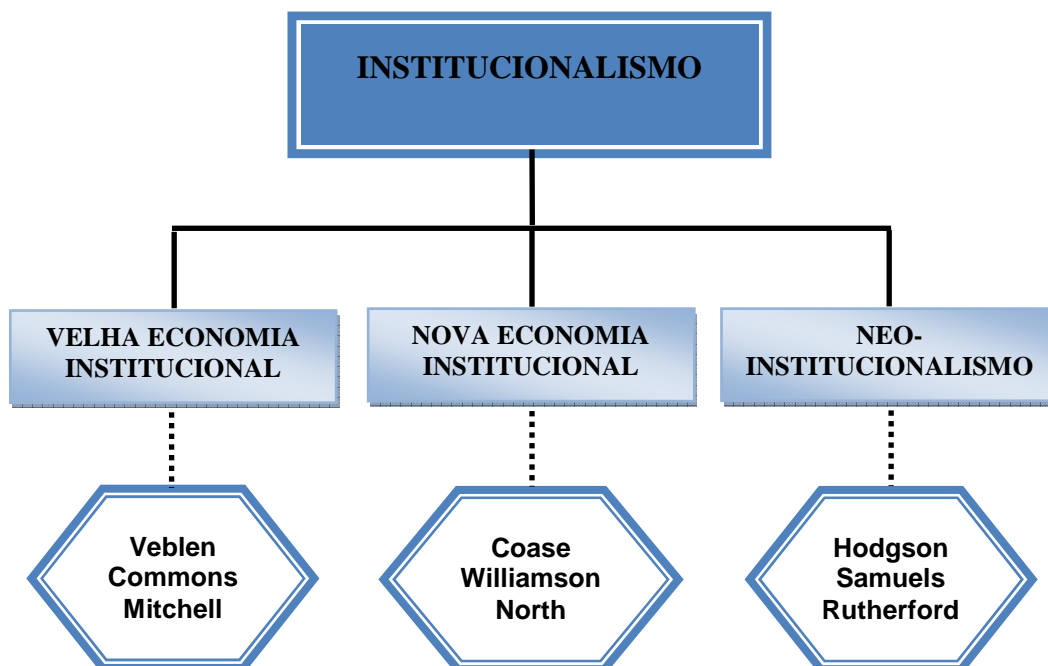 INSTITUCIONALISMO
VELHA ECONOMIA
INSTITUCIONAL
NOVA ECONOMIA
INSTITUCIONAL
NEO-
INSTITUCIONALISMO
Veblen
Commons
Mitchell
Coase
Williamson
North
Hodgson
Samuels
Rutherford